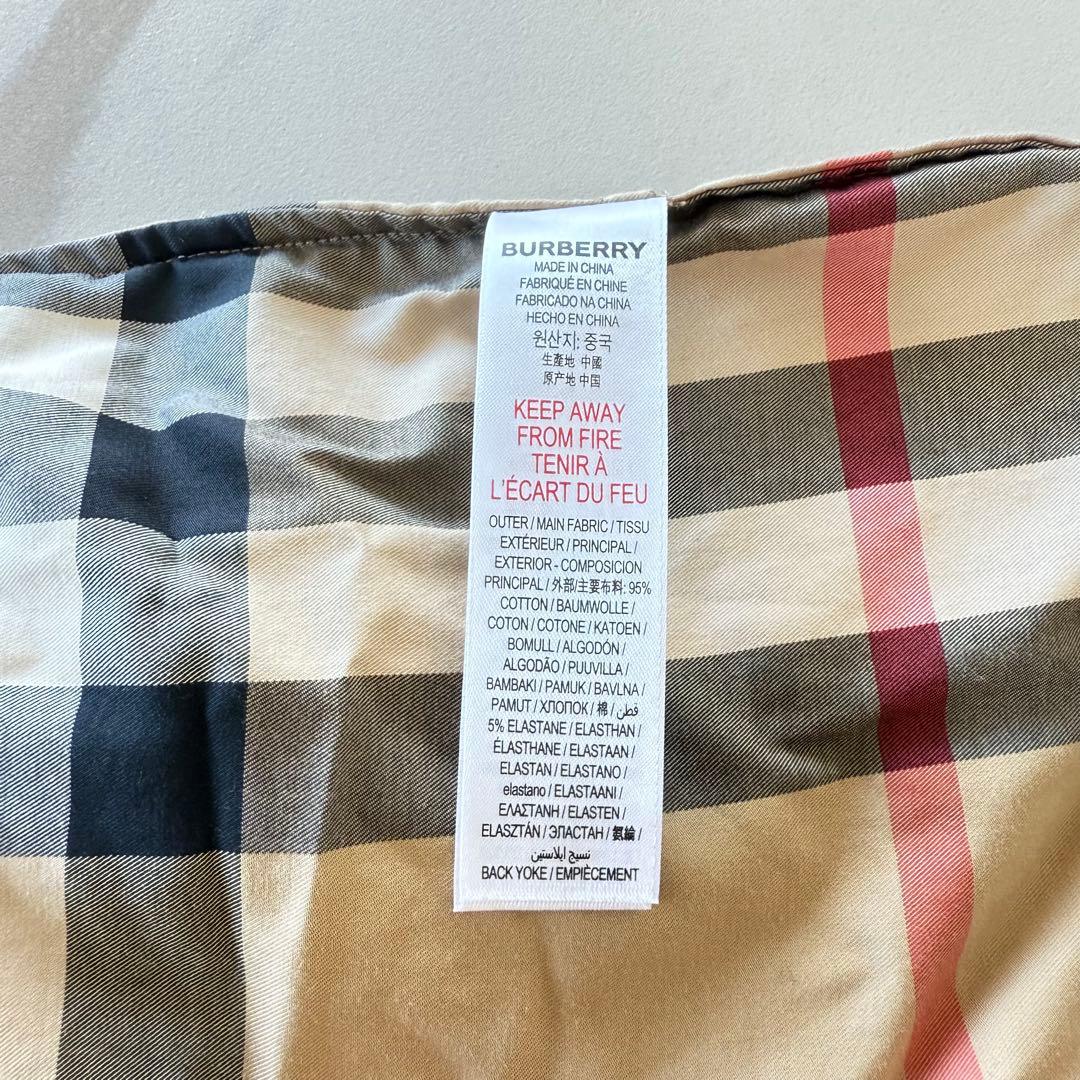 BURBERRY
MADE IN CHINA
FABRIQUÉ EN CHINE
FABRICADO NA CHINA
HECHO EN CHINA
원산지: 중국
生產地 中國
原产地 中国
KEEP AWAY
FROM FIRE
TENIR À
L'ÉCART DU FEU
OUTER / MAIN FABRIC / TISSU
EXTÉRIEUR / PRINCIPAL /
EXTERIOR - COMPOSICION
PRINCIPAL / 外部/主要布料: 95%
COTTON / BAUMWOLLE /
COTON / COTONE / KATOEN /
BOMULL / ALGODÓN /
ALGODÃO / PUUVILLA /
BAMBAKI / PAMUK / BAVLNA /
PAMUT / ХЛОПОК / 棉 / قطن /
5% ELASTANE / ELASTHAN /
ÉLASTHANE / ELASTAAN /
ELASTAN / ELASTANO /
elastano / ELASTAANI /
ΕΛΑΣΤΑΝΗ / ELASTEN /
ELASZTÁN / ЭЛАСТАН / 氨綸 /
نسيج ايلاستين
BACK YOKE / EMPIÈCEMENT